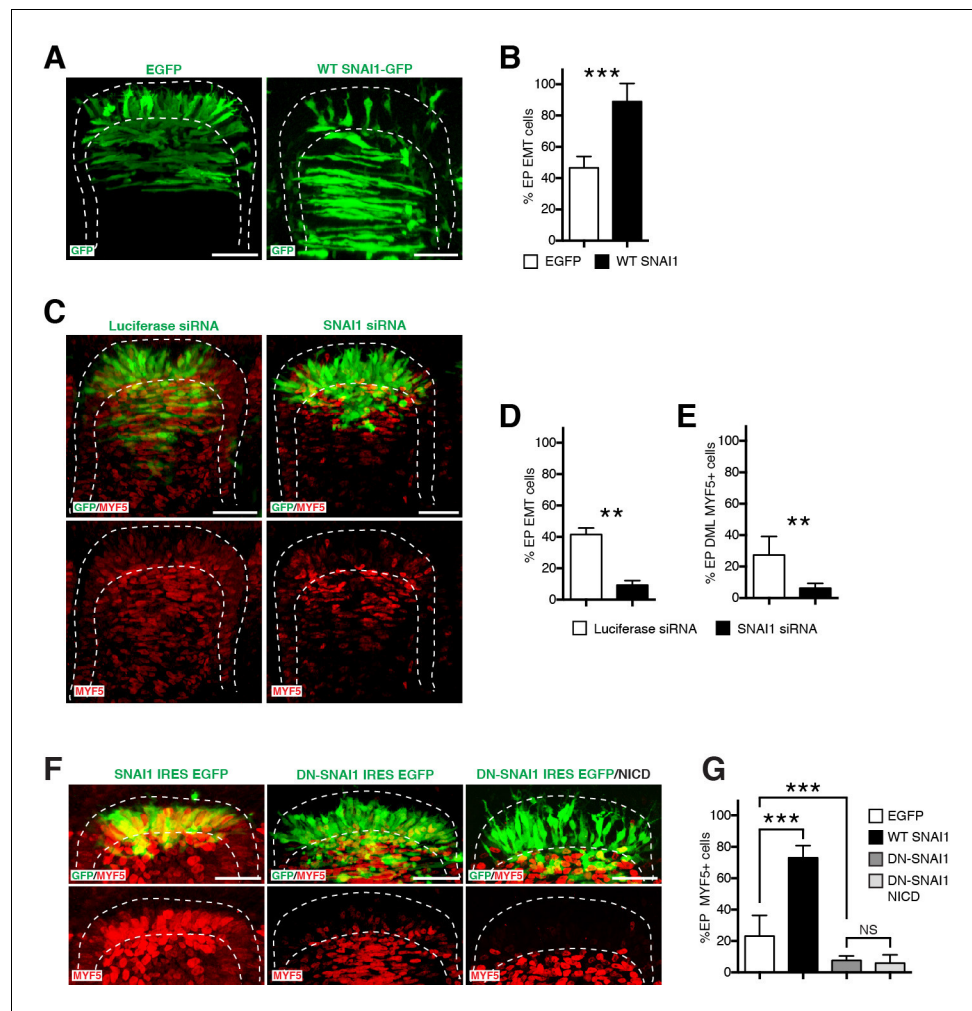 A
EGFP
WT SNAI1-GFP
GFP
GFP
B
***
% EP EMT cells
100
80
60
40
20
0
EGFP
WT SNAI1
C
Luciferase siRNA
SNAI1 siRNA
GFP/MYF5
GFP/MYF5
MYF5
MYF5
D
% EP EMT cells
100
80
60
40
20
0
**
E
% EP DML MYF5+ cells
100
80
60
40
20
0
**
Luciferase siRNA
SNAI1 siRNA
F
SNAI1 IRES EGFP
DN-SNAI1 IRES EGFP
DN-SNAI1 IRES EGFP/NICD
GFP/MYF5
GFP/MYF5
GFP/MYF5
MYF5
MYF5
MYF5
G
%EP MYF5+ cells
100
80
60
40
20
0
***
***
NS
EGFP
WT SNAI1
DN-SNAI1
DN-SNAI1
NICD